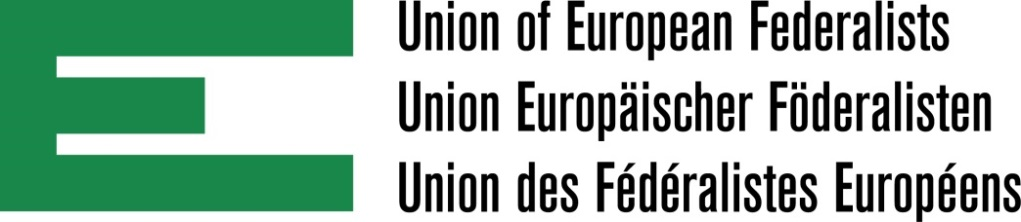 Union of European Federalists
Union Europäischer Föderalisten
Union des Fédéralistes Européens